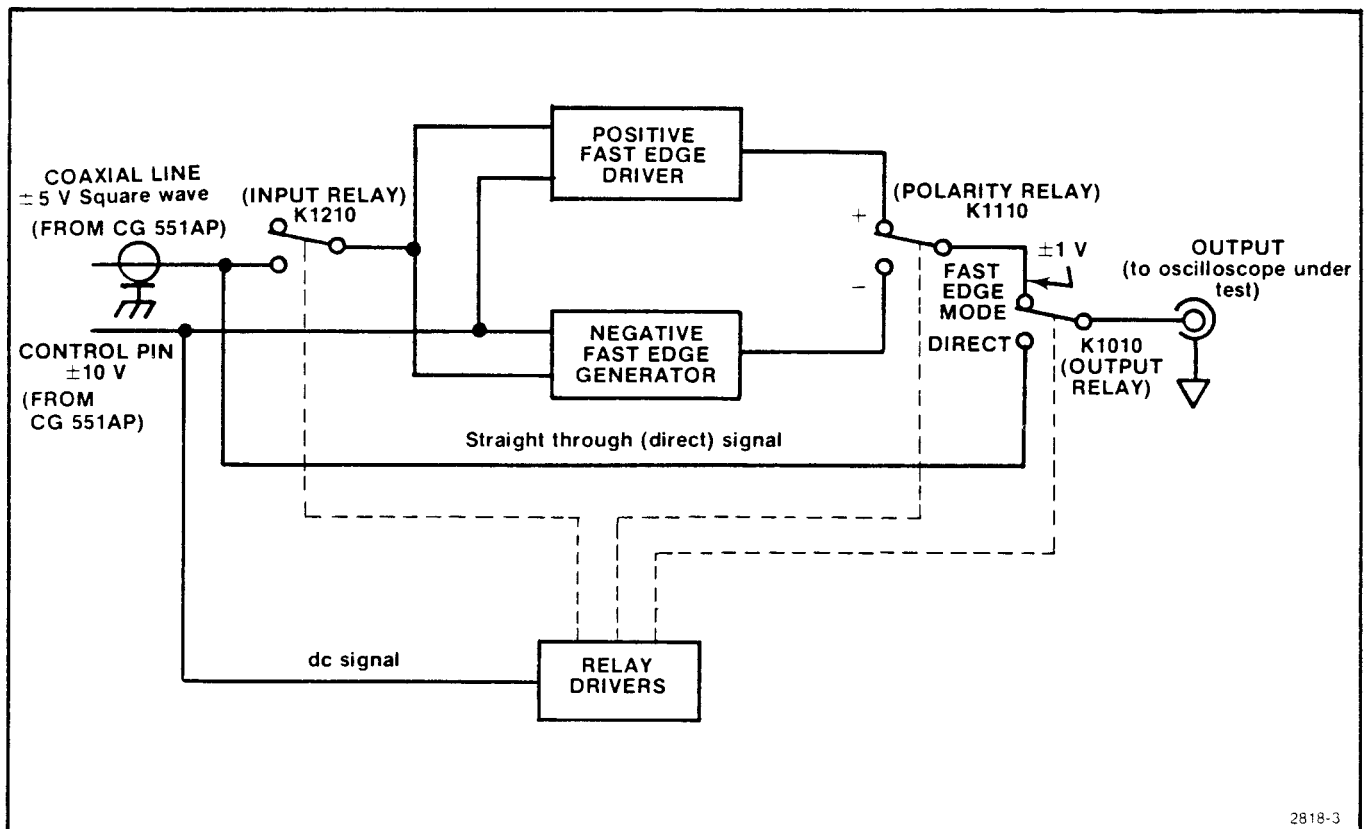 COAXIAL LINE
±5 V Square wave
(FROM CG 551AP)
(INPUT RELAY)
K1210
POSITIVE
FAST EDGE
DRIVER
+
−
(POLARITY RELAY)
K1110
±1 V
FAST
EDGE
MODE
DIRECT
OUTPUT
(to oscilloscope under
test)
K1010
(OUTPUT
RELAY)
CONTROL PIN
±10 V
(FROM
CG 551AP)
NEGATIVE
FAST EDGE
GENERATOR
Straight through (direct) signal
dc signal
RELAY
DRIVERS
2818-3